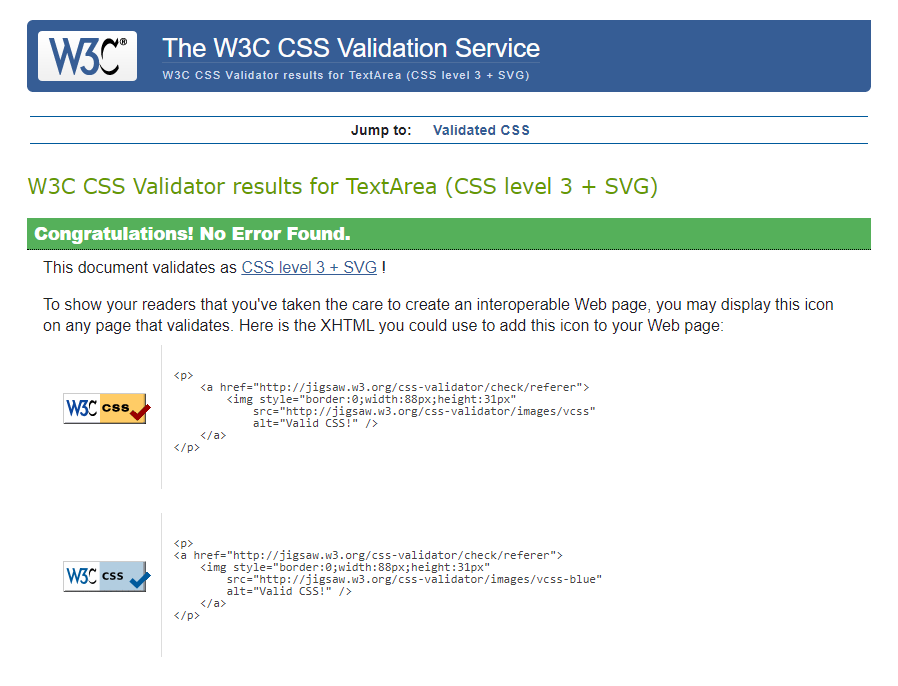 W3C®
The W3C CSS Validation Service
W3C CSS Validator results for TextArea (CSS level 3 + SVG)
Jump to: Validated CSS
W3C CSS Validator results for TextArea (CSS level 3 + SVG)
Congratulations! No Error Found.
This document validates as CSS level 3 + SVG !
To show your readers that you've taken the care to create an interoperable Web page, you may display this icon
on any page that validates. Here is the XHTML you could use to add this icon to your Web page:
W3C css
<p>
    <a href="http://jigsaw.w3.org/css-validator/check/referer">
        <img style="border:0;width:88px;height:31px"
            src="http://jigsaw.w3.org/css-validator/images/vcss"
            alt="Valid CSS!" />
    </a>
</p>
W3C css
<p>
<a href="http://jigsaw.w3.org/css-validator/check/referer">
    <img style="border:0;width:88px;height:31px"
        src="http://jigsaw.w3.org/css-validator/images/vcss-blue"
        alt="Valid CSS!" />
    </a>
</p>